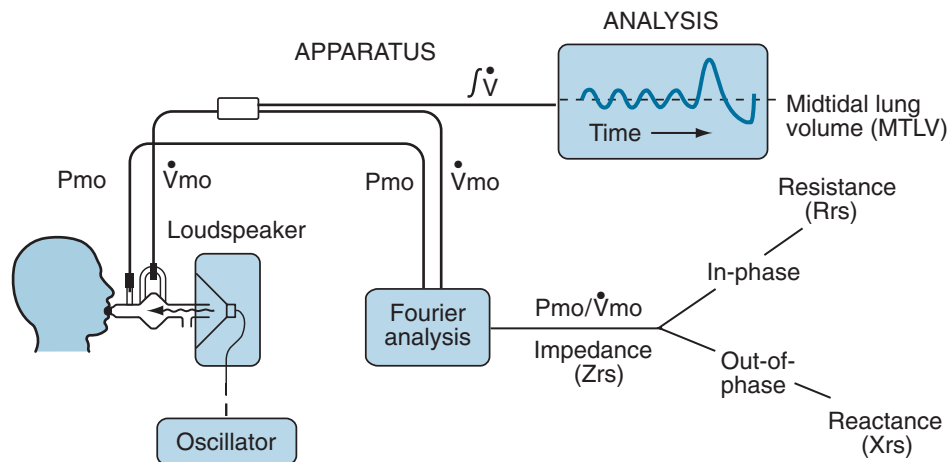 ANALYSIS
APPARATUS
∫V̇
Midtidal lung
volume (MTLV)
Time
Pmo
V̇mo
Pmo
V̇mo
Resistance
(Rrs)
Loudspeaker
In-phase
Fourier
analysis
Pmo/V̇mo
Impedance
(Zrs)
Out-of-
phase
Reactance
(Xrs)
Oscillator